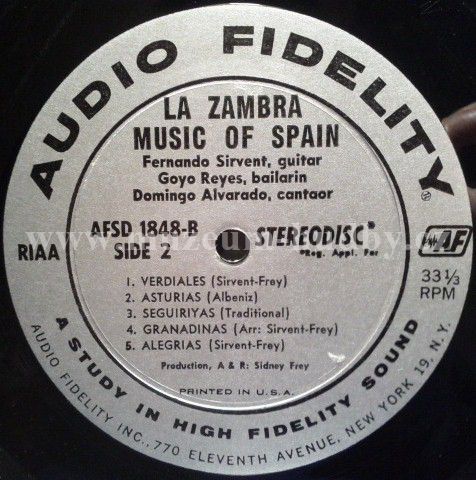 AUDIO FIDELITY
LA ZAMBRA
MUSIC OF SPAIN
Fernando Sirvent, guitar
Goyo Reyes, bailarin
Domingo Alvarado, cantaor
AFSD 1848-B
SIDE 2
STEREODISC*
*Reg. Appl. For
RIAA
AF
33 1/3
RPM
1. VERDIALES (Sirvent-Frey)
2. ASTURIAS (Albeniz)
3. SEGUIRIYAS (Traditional)
4. GRANADINAS (Arr: Sirvent-Frey)
5. ALEGRIAS (Sirvent-Frey)
Production, A & R: Sidney Frey
PRINTED IN U.S.A.
A STUDY IN HIGH FIDELITY SOUND
AUDIO FIDELITY INC., 770 ELEVENTH AVENUE, NEW YORK 19, N.Y.